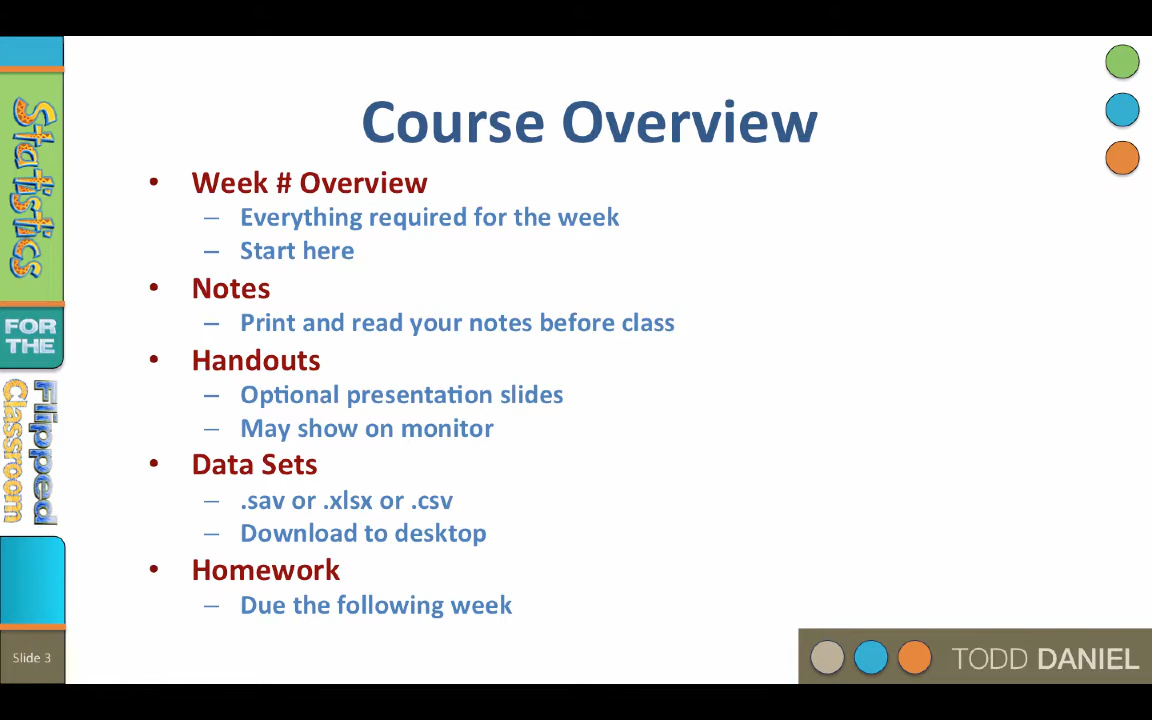 Statistics
FOR
THE
Flipped
Classroom
Course Overview
• Week # Overview
– Everything required for the week
– Start here
• Notes
– Print and read your notes before class
• Handouts
– Optional presentation slides
– May show on monitor
• Data Sets
– .sav or .xlsx or .csv
– Download to desktop
• Homework
– Due the following week
Slide 3
TODD DANIEL